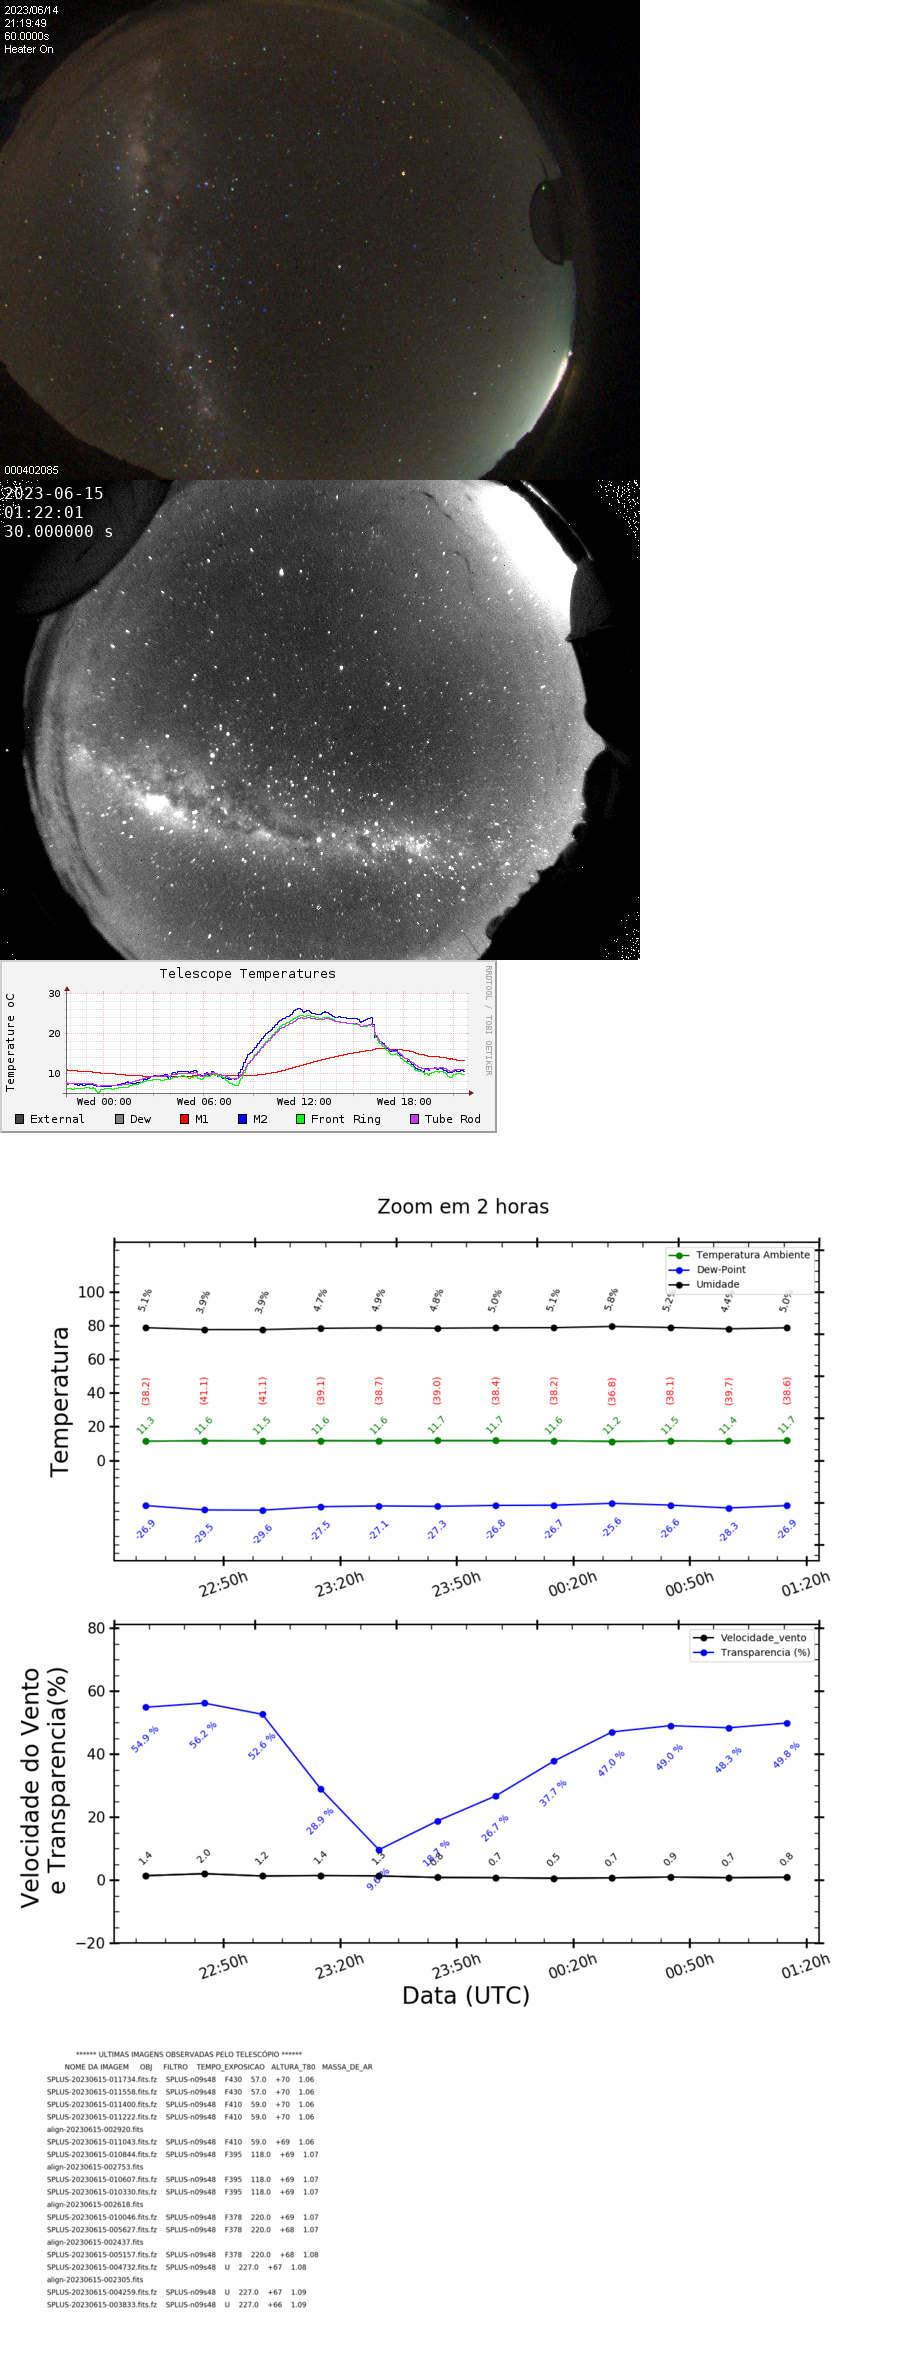 2023/06/14
21:19:49
60.0000s
Heater On
000402085
2023-06-15
01:22:01
30.000000 s
Telescope Temperatures
RRDTOOL / TOBI OETIKER
Temperature oC
30
20
10
Wed 00:00 Wed 06:00 Wed 12:00 Wed 18:00
External Dew M1 M2 Front Ring Tube Rod
Zoom em 2 horas
Temperatura Ambiente
Dew-Point
Umidade
Temperatura
100
80
60
40
20
0
5.1% 3.9% 3.9% 4.7% 4.9% 4.8% 5.0% 5.1% 5.8% 5.2% 4.4% 5.0%
(38.2) (41.1) (41.1) (39.1) (38.7) (39.0) (38.4) (38.2) (36.8) (38.1) (39.7) (38.6)
11.3 11.6 11.5 11.6 11.6 11.7 11.7 11.6 11.2 11.5 11.4 11.7
-26.9 -29.5 -29.6 -27.5 -27.1 -27.3 -26.8 -26.7 -25.6 -26.6 -28.3 -26.9
22:50h 23:20h 23:50h 00:20h 00:50h 01:20h
Velocidade_vento
Transparencia (%)
Velocidade do Vento
e Transparencia(%)
80
60
40
20
0
−20
54.9 % 56.2 % 52.6 % 28.9 % 26.7 % 37.7 % 47.0 % 49.0 % 48.3 % 49.8 %
1.4 2.0 1.2 1.4 1.3 0.8 0.7 0.5 0.7 0.9 0.7 0.8
22:50h 23:20h 23:50h 00:20h 00:50h 01:20h
Data (UTC)
****** ULTIMAS IMAGENS OBSERVADAS PELO TELESCÓPIO ******
NOME DA IMAGEM OBJ FILTRO TEMPO_EXPOSICAO ALTURA_T80 MASSA_DE_AR
SPLUS-20230615-011734.fits.fz SPLUS-n09s48 F430 57.0 +70 1.06
SPLUS-20230615-011558.fits.fz SPLUS-n09s48 F430 57.0 +70 1.06
SPLUS-20230615-011400.fits.fz SPLUS-n09s48 F410 59.0 +70 1.06
SPLUS-20230615-011222.fits.fz SPLUS-n09s48 F410 59.0 +70 1.06
align-20230615-002920.fits
SPLUS-20230615-011043.fits.fz SPLUS-n09s48 F410 59.0 +69 1.06
SPLUS-20230615-010844.fits.fz SPLUS-n09s48 F395 118.0 +69 1.07
align-20230615-002753.fits
SPLUS-20230615-010607.fits.fz SPLUS-n09s48 F395 118.0 +69 1.07
SPLUS-20230615-010330.fits.fz SPLUS-n09s48 F395 118.0 +69 1.07
align-20230615-002618.fits
SPLUS-20230615-010046.fits.fz SPLUS-n09s48 F378 220.0 +69 1.07
SPLUS-20230615-005627.fits.fz SPLUS-n09s48 F378 220.0 +68 1.07
align-20230615-002437.fits
SPLUS-20230615-005157.fits.fz SPLUS-n09s48 F378 220.0 +68 1.08
SPLUS-20230615-004732.fits.fz SPLUS-n09s48 U 227.0 +67 1.08
align-20230615-002305.fits
SPLUS-20230615-004259.fits.fz SPLUS-n09s48 U 227.0 +67 1.09
SPLUS-20230615-003833.fits.fz SPLUS-n09s48 U 227.0 +66 1.09